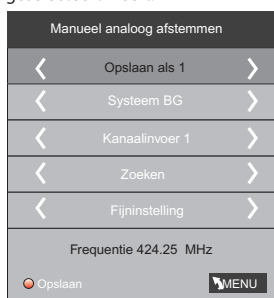 Manueel analoog afstemmen
Opslaan als 1
Systeem BG
Kanaalinvoer 1
Zoeken
Fijninstelling
Frequentie 424.25 MHz
Opslaan MENU